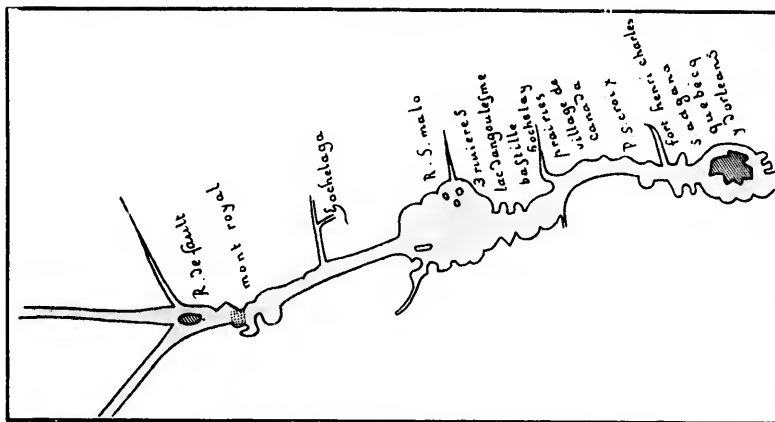 R. de fault
mont royal
hochelaga
R. S. malo
3 riuieres
lac dangoulesme
bastille
hochelay
prairies de
village de
canada
P. S. croix
fort henri charles
s a d g i g a n s
quebecq
y dorleans